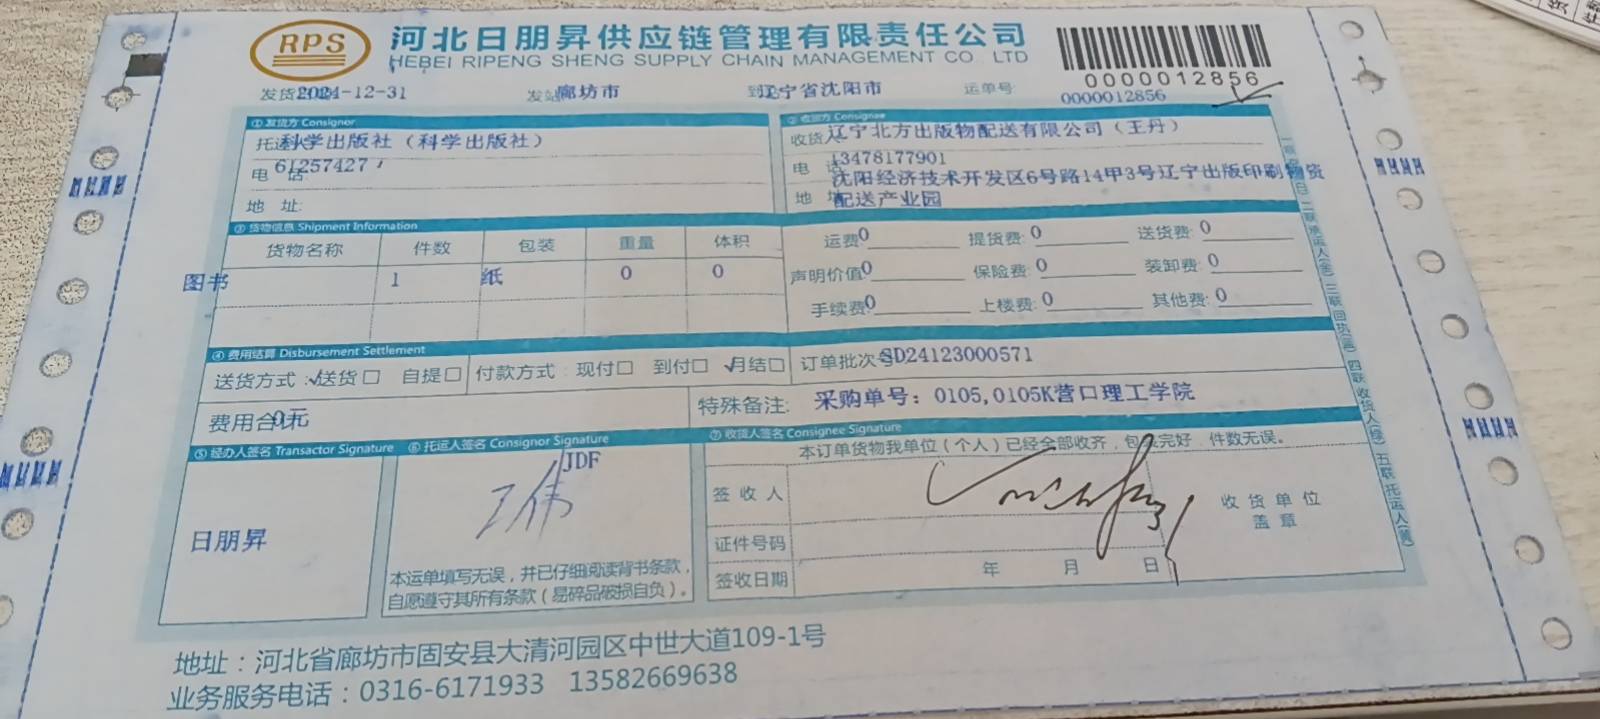 RPS 河北日朋昇供应链管理有限责任公司
HEBEI RIPENG SHENG SUPPLY CHAIN MANAGEMENT CO. LTD
0000012856
发货 2024-12-31 发站 廊坊市 到 辽宁省沈阳市 运单号 0000012856
①发货方 Consignor ②收货方 Consignee
托运 科学出版社（科学出版社） 收货人 辽宁北方出版物配送有限公司（王丹）
电话 61257427 电话 13478177901
地址: 地 沈阳经济技术开发区6号路14甲3号辽宁出版印刷物资
配送产业园
③货物信息 Shipment Information
货物名称 件数 包装 重量 体积 运费0 提货费:0 送货费:0
图书 1 纸 0 0 声明价值0 保险费:0 装卸费:0
手续费0 上楼费:0 其他费:0
④费用结算 Disbursement Settlement
送货方式:√送货□ 自提□ 付款方式: 现付□ 到付□ √月结□ 订单批次号SD24123000571
费用合计0元 特殊备注: 采购单号: 0105,0105K营口理工学院
⑤经办人签名 Transactor Signature ⑥托运人签名 Consignor Signature ⑦收货人签名 Consignee Signature
本订单货物我单位（个人）已经全部收齐，包装完好，件数无误。
JDF
王伟
签收人 收货单位
盖章
日朋昇
证件号码
签收日期 年 月 日
本运单填写无误，并已仔细阅读背书条款，
自愿遵守其所有条款（易碎品破损自负）。
地址：河北省廊坊市固安县大清河园区中世大道109-1号
业务服务电话：0316-6171933 13582669638